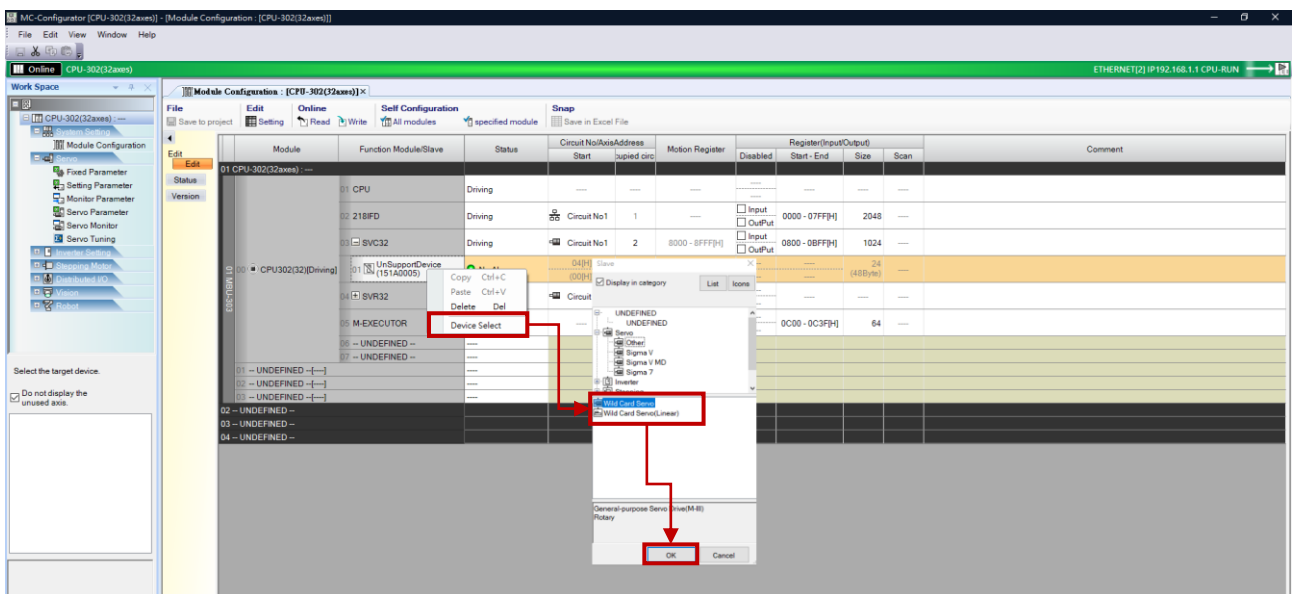 MC-Configurator [CPU-302(32axes)] - [Module Configuration : [CPU-302(32axes)]]
File Edit View Window Help
Online CPU-302(32axes) ETHERNET[2] IP192.168.1.1 CPU-RUN
Work Space
CPU-302(32axes) : ---
System Setting
Module Configuration
Servo
Fixed Parameter
Setting Parameter
Monitor Parameter
Servo Parameter
Servo Monitor
Servo Tuning
Inverter Setting
Stepping Motor
Distributed I/O
Vision
Robot
Select the target device.
Do not display the
unused axis.
Module Configuration : [CPU-302(32axes)]
File Edit Online Self Configuration Snap
Save to project Setting Read Write All modules specified module Save in Excel File
Edit
Edit
Status
Version
Module Function Module/Slave Status Circuit No/AxisAddress Motion Register Register(Input/Output) Comment
Start upied circ Disabled Start - End Size Scan
01 CPU-302(32axes) : ---
01 MBU-303
00 CPU302(32)[Driving]
01 CPU Driving ---- ---- ---- ---- ---- ---- ---- ----
02 218IFD Driving Circuit No1 1 ---- Input OutPut 0000 - 07FF[H] 2048 ----
03 SVC32 Driving Circuit No1 2 8000 - 8FFF[H] Input OutPut 0800 - 0BFF[H] 1024 ----
01 UnSupportDevice (151A0005) 04[H] (00[H] ---- ---- 24 (48Byte) ----
04 SVR32 Circuit ---- ---- ----
05 M-EXECUTOR ---- 0C00 - 0C3F[H] 64 ----
06 -- UNDEFINED -- ----
07 -- UNDEFINED -- ----
01 -- UNDEFINED --[----] ----
02 -- UNDEFINED --[----] ----
03 -- UNDEFINED --[----] ----
02 -- UNDEFINED --
03 -- UNDEFINED --
04 -- UNDEFINED --
Copy Ctrl+C
Paste Ctrl+V
Delete Del
Device Select
Slave
Display in category List Icons
UNDEFINED
UNDEFINED
Servo
Other
Sigma V
Sigma V MD
Sigma 7
Inverter
Stepping
Wild Card Servo
Wild Card Servo(Linear)
General-purpose Servo Drive(M-III)
Rotary
OK Cancel